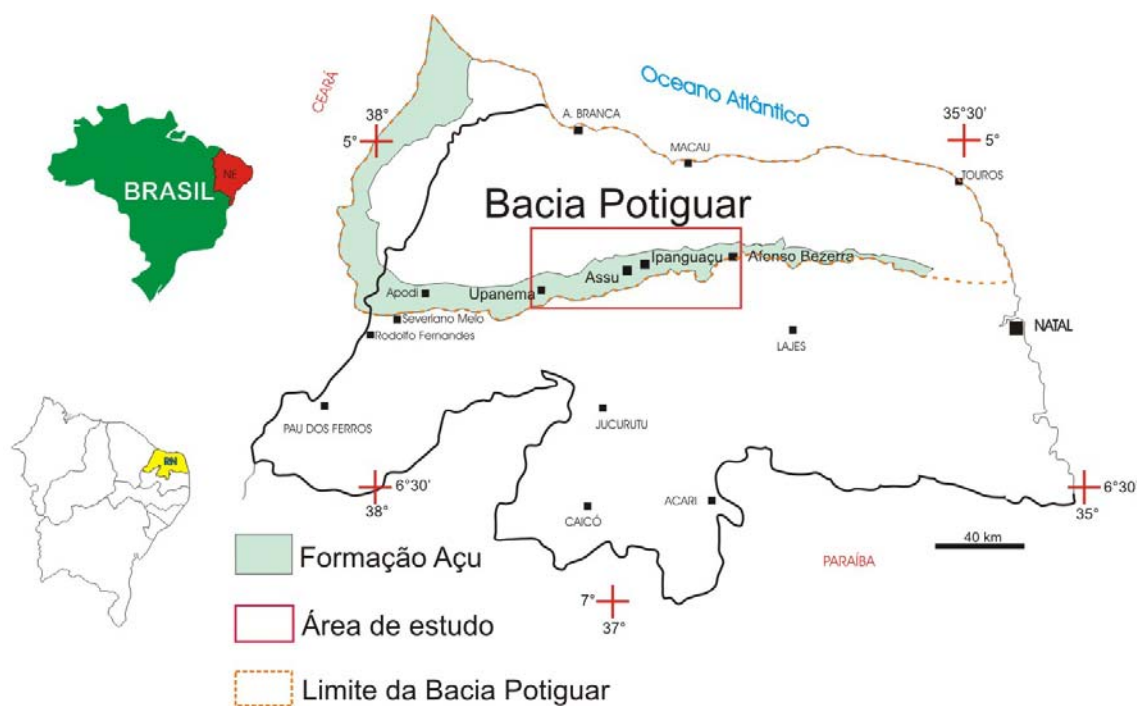 CEARÁ
Oceano Atlântico
38°
5°
35°30'
5°
A. BRANCA
MACAU
TOUROS
NE
BRASIL
Bacia Potiguar
Ipanguaçu
Afonso Bezerra
Assu
Apodi
Upanema
Severiano Melo
Rodolfo Fernandes
NATAL
LAJES
PAU DOS FERROS
JUCURUTU
RN
6°30'
38°
6°30'
35°
CAICÓ
ACARI
40 km
PARAÍBA
Formação Açu
7°
37°
Área de estudo
Limite da Bacia Potiguar